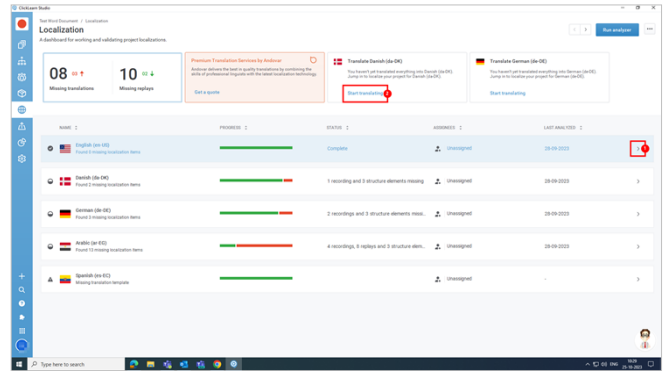 ClickLearn Studio
Test Word Document / Localization
Localization
A dashboard for working and validating project localizations.
Run analyzer
08
Missing translations
10
Missing replays
Premium Translation Services by Andovar
Andovar delivers the best in quality translations by combining the
skills of professional linguists with the latest localization technology.
Get a quote
Translate Danish (da-DK)
You haven't yet translated everything into Danish (da-DK).
Jump in to localize your project for Danish (da-DK).
Start translating
2
Translate German (de-DE)
You haven't yet translated everything into German (de-DE).
Jump in to localize your project for German (de-DE).
Start translating
NAME PROGRESS STATUS ASSIGNEES LAST ANALYZED
English (en-US)
Found 0 missing localization items
Complete Unassigned 28-09-2023
1
Danish (da-DK)
Found 2 missing localization items
1 recording and 3 structure elements missing Unassigned 28-09-2023
German (de-DE)
Found 3 missing localization items
2 recordings and 3 structure elements missi.. Unassigned 28-09-2023
Arabic (ar-EG)
Found 13 missing localization items
4 recordings, 8 replays and 3 structure elem.. Unassigned 28-09-2023
Spanish (es-EC)
Missing translation template
Unassigned -
Type here to search
ENG
25-10-2023